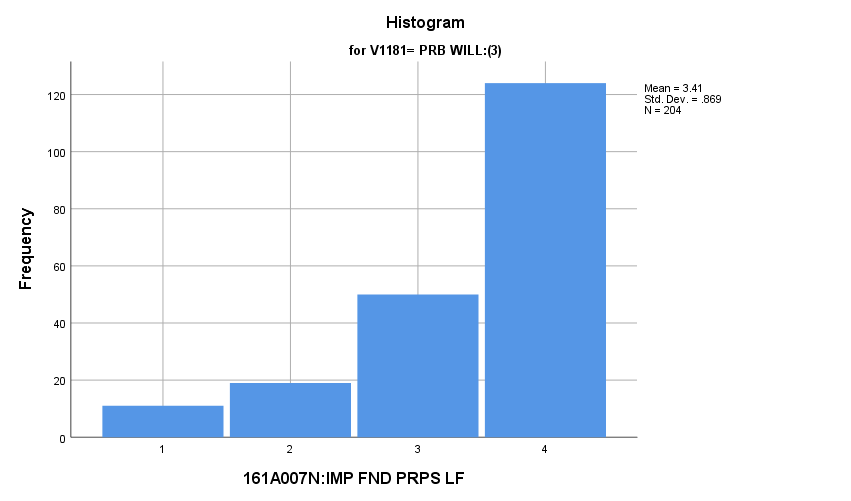 Histogram
for V1181= PRB WILL:(3)
Mean = 3.41
Std. Dev. = .869
N = 204
Frequency
120
100
80
60
40
20
0
1 2 3 4
161A007N:IMP FND PRPS LF